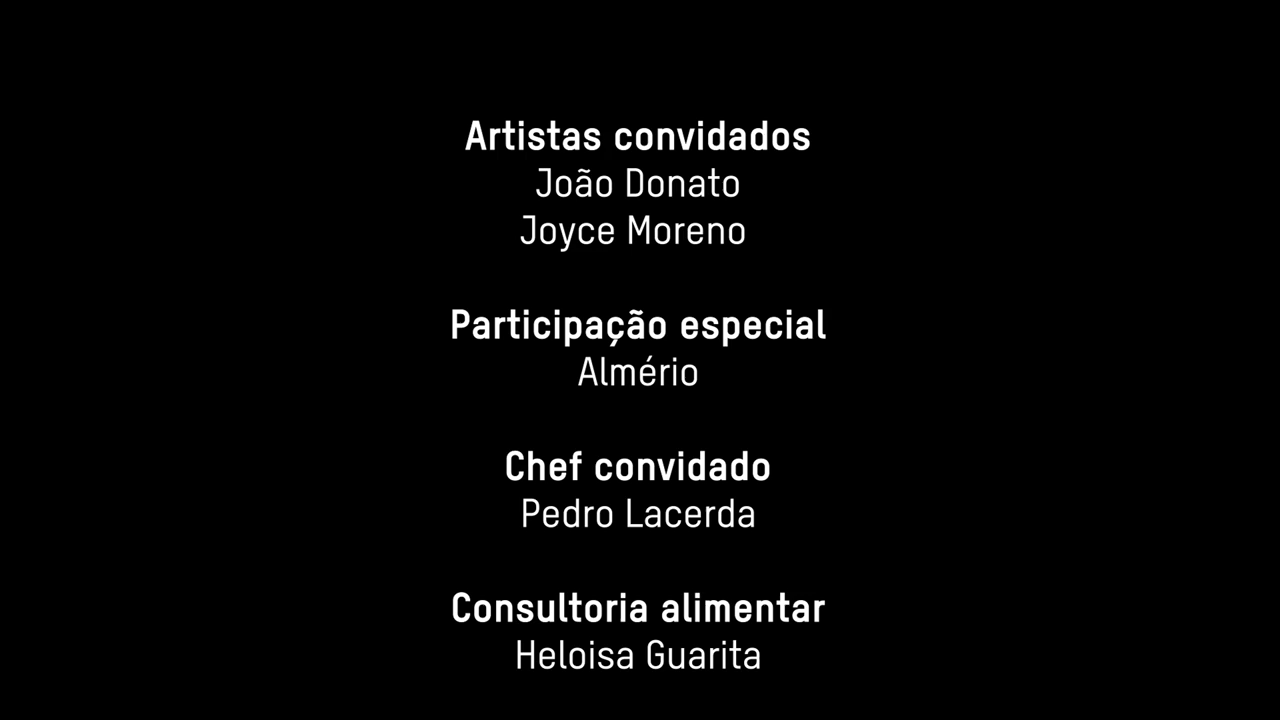 Artistas convidados
João Donato
Joyce Moreno
Participação especial
Almério
Chef convidado
Pedro Lacerda
Consultoria alimentar
Heloisa Guarita